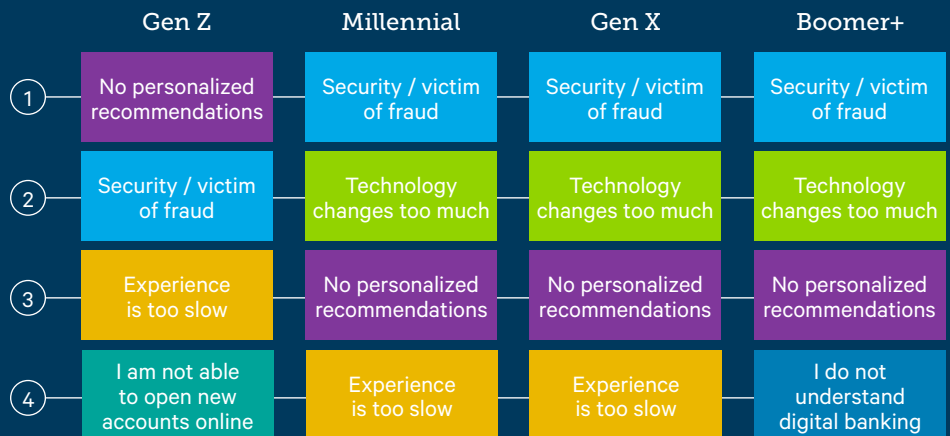 Gen Z Millennial Gen X Boomer+
1
No personalized
recommendations
Security / victim
of fraud
Security / victim
of fraud
Security / victim
of fraud
2
Security / victim
of fraud
Technology
changes too much
Technology
changes too much
Technology
changes too much
3
Experience
is too slow
No personalized
recommendations
No personalized
recommendations
No personalized
recommendations
4
I am not able
to open new
accounts online
Experience
is too slow
Experience
is too slow
I do not
understand
digital banking